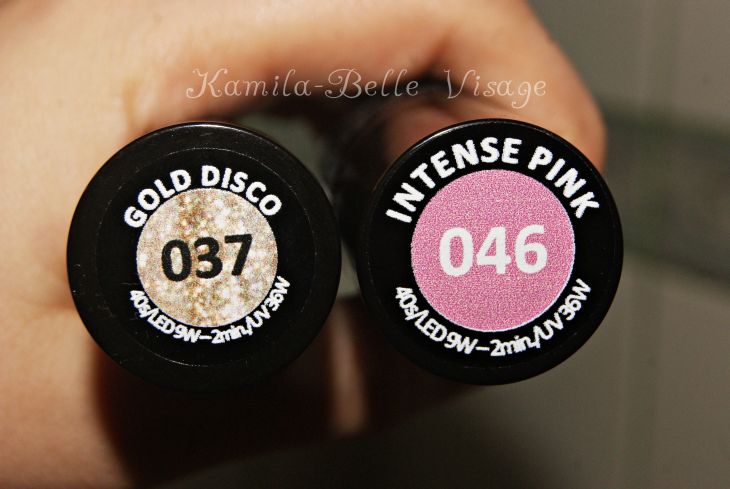 Kamila-Belle Visage
GOLD DISCO
037
40s/LED 9W – 2min./UV 36W
INTENSE PINK
046
40s/LED 9W – 2min./UV 36W